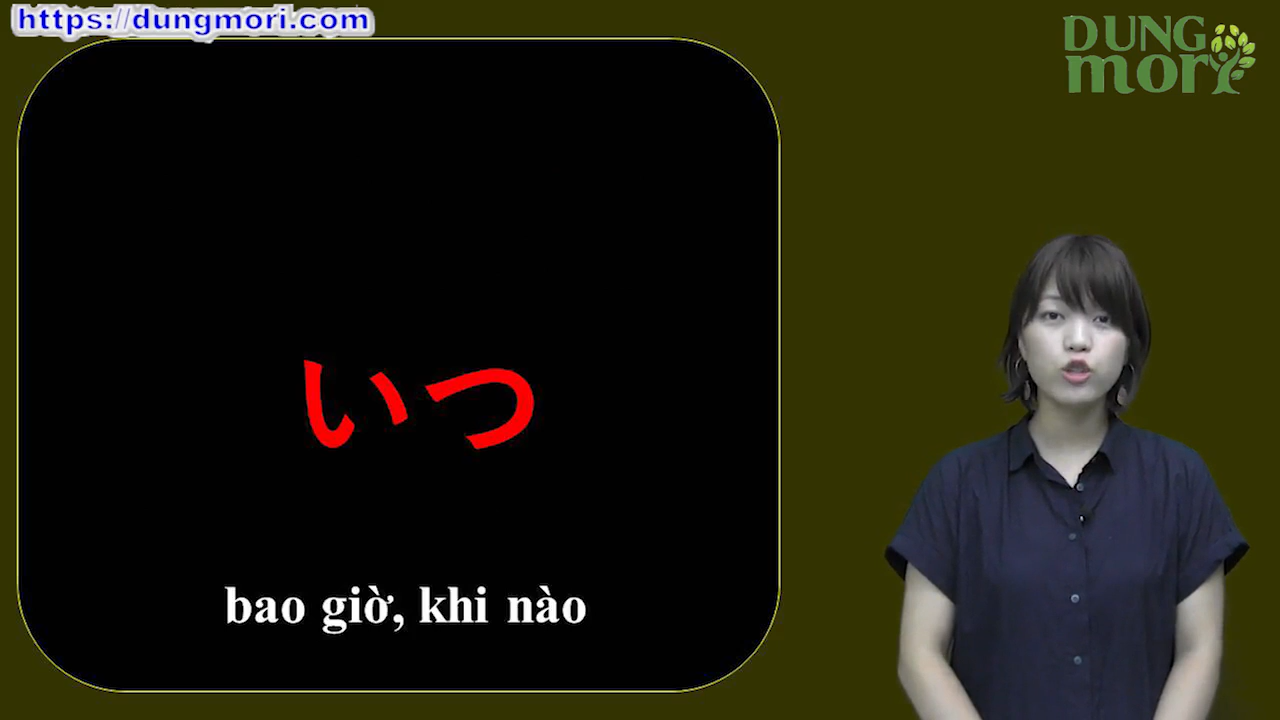 https://dungmori.com
DUNG
mori
いつ
bao giờ, khi nào